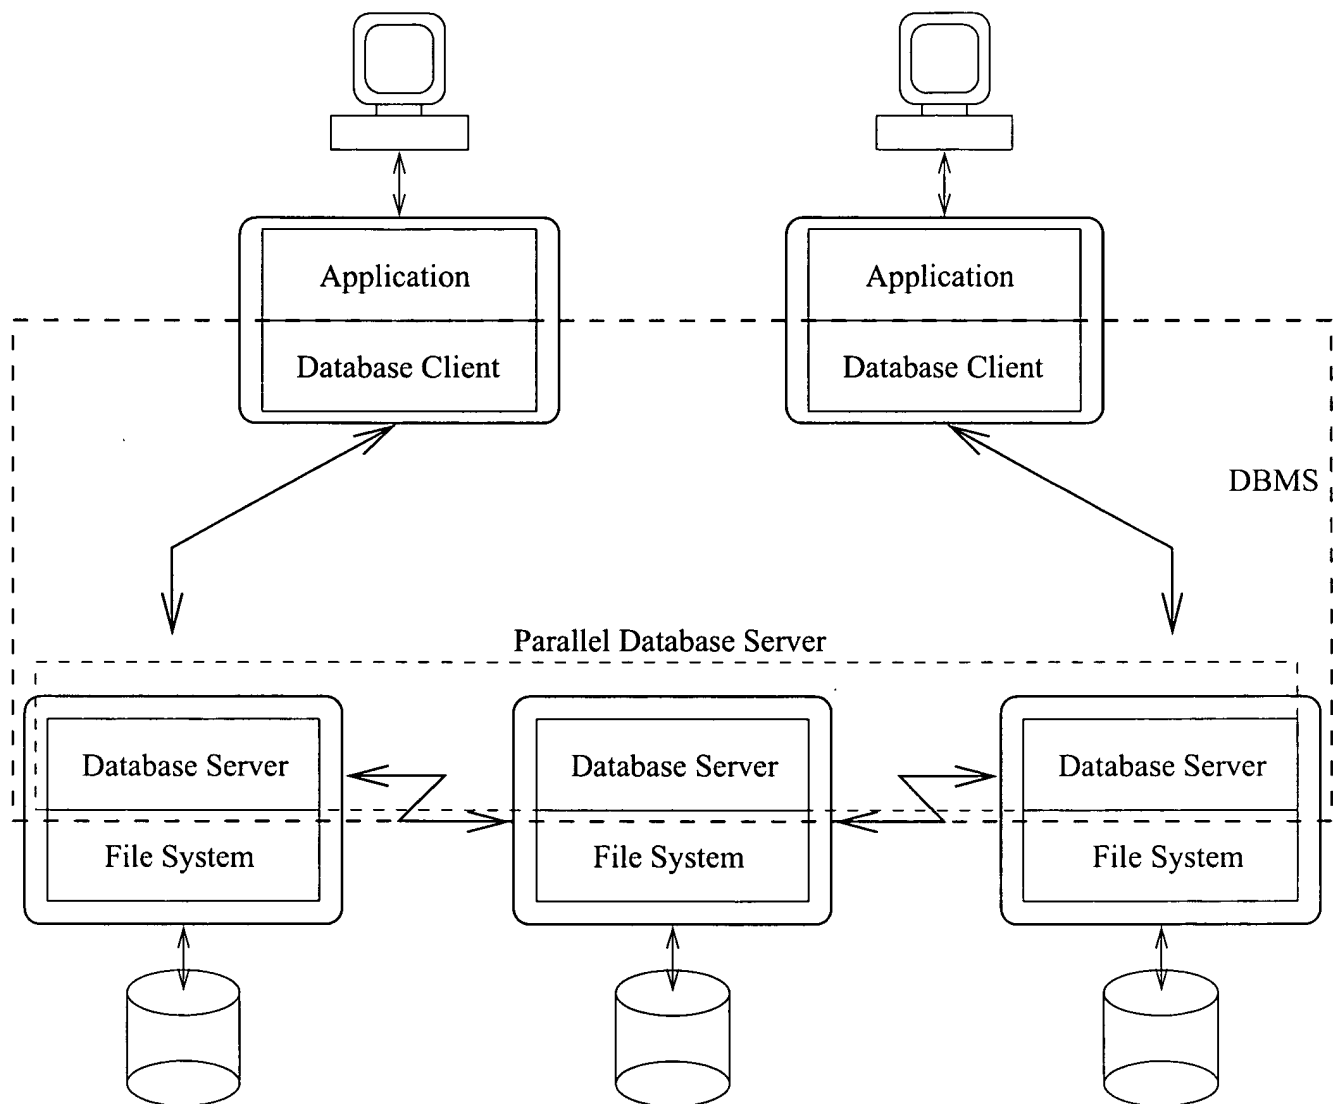 Application
Application
Database Client
Database Client
DBMS
Parallel Database Server
Database Server
Database Server
Database Server
File System
File System
File System